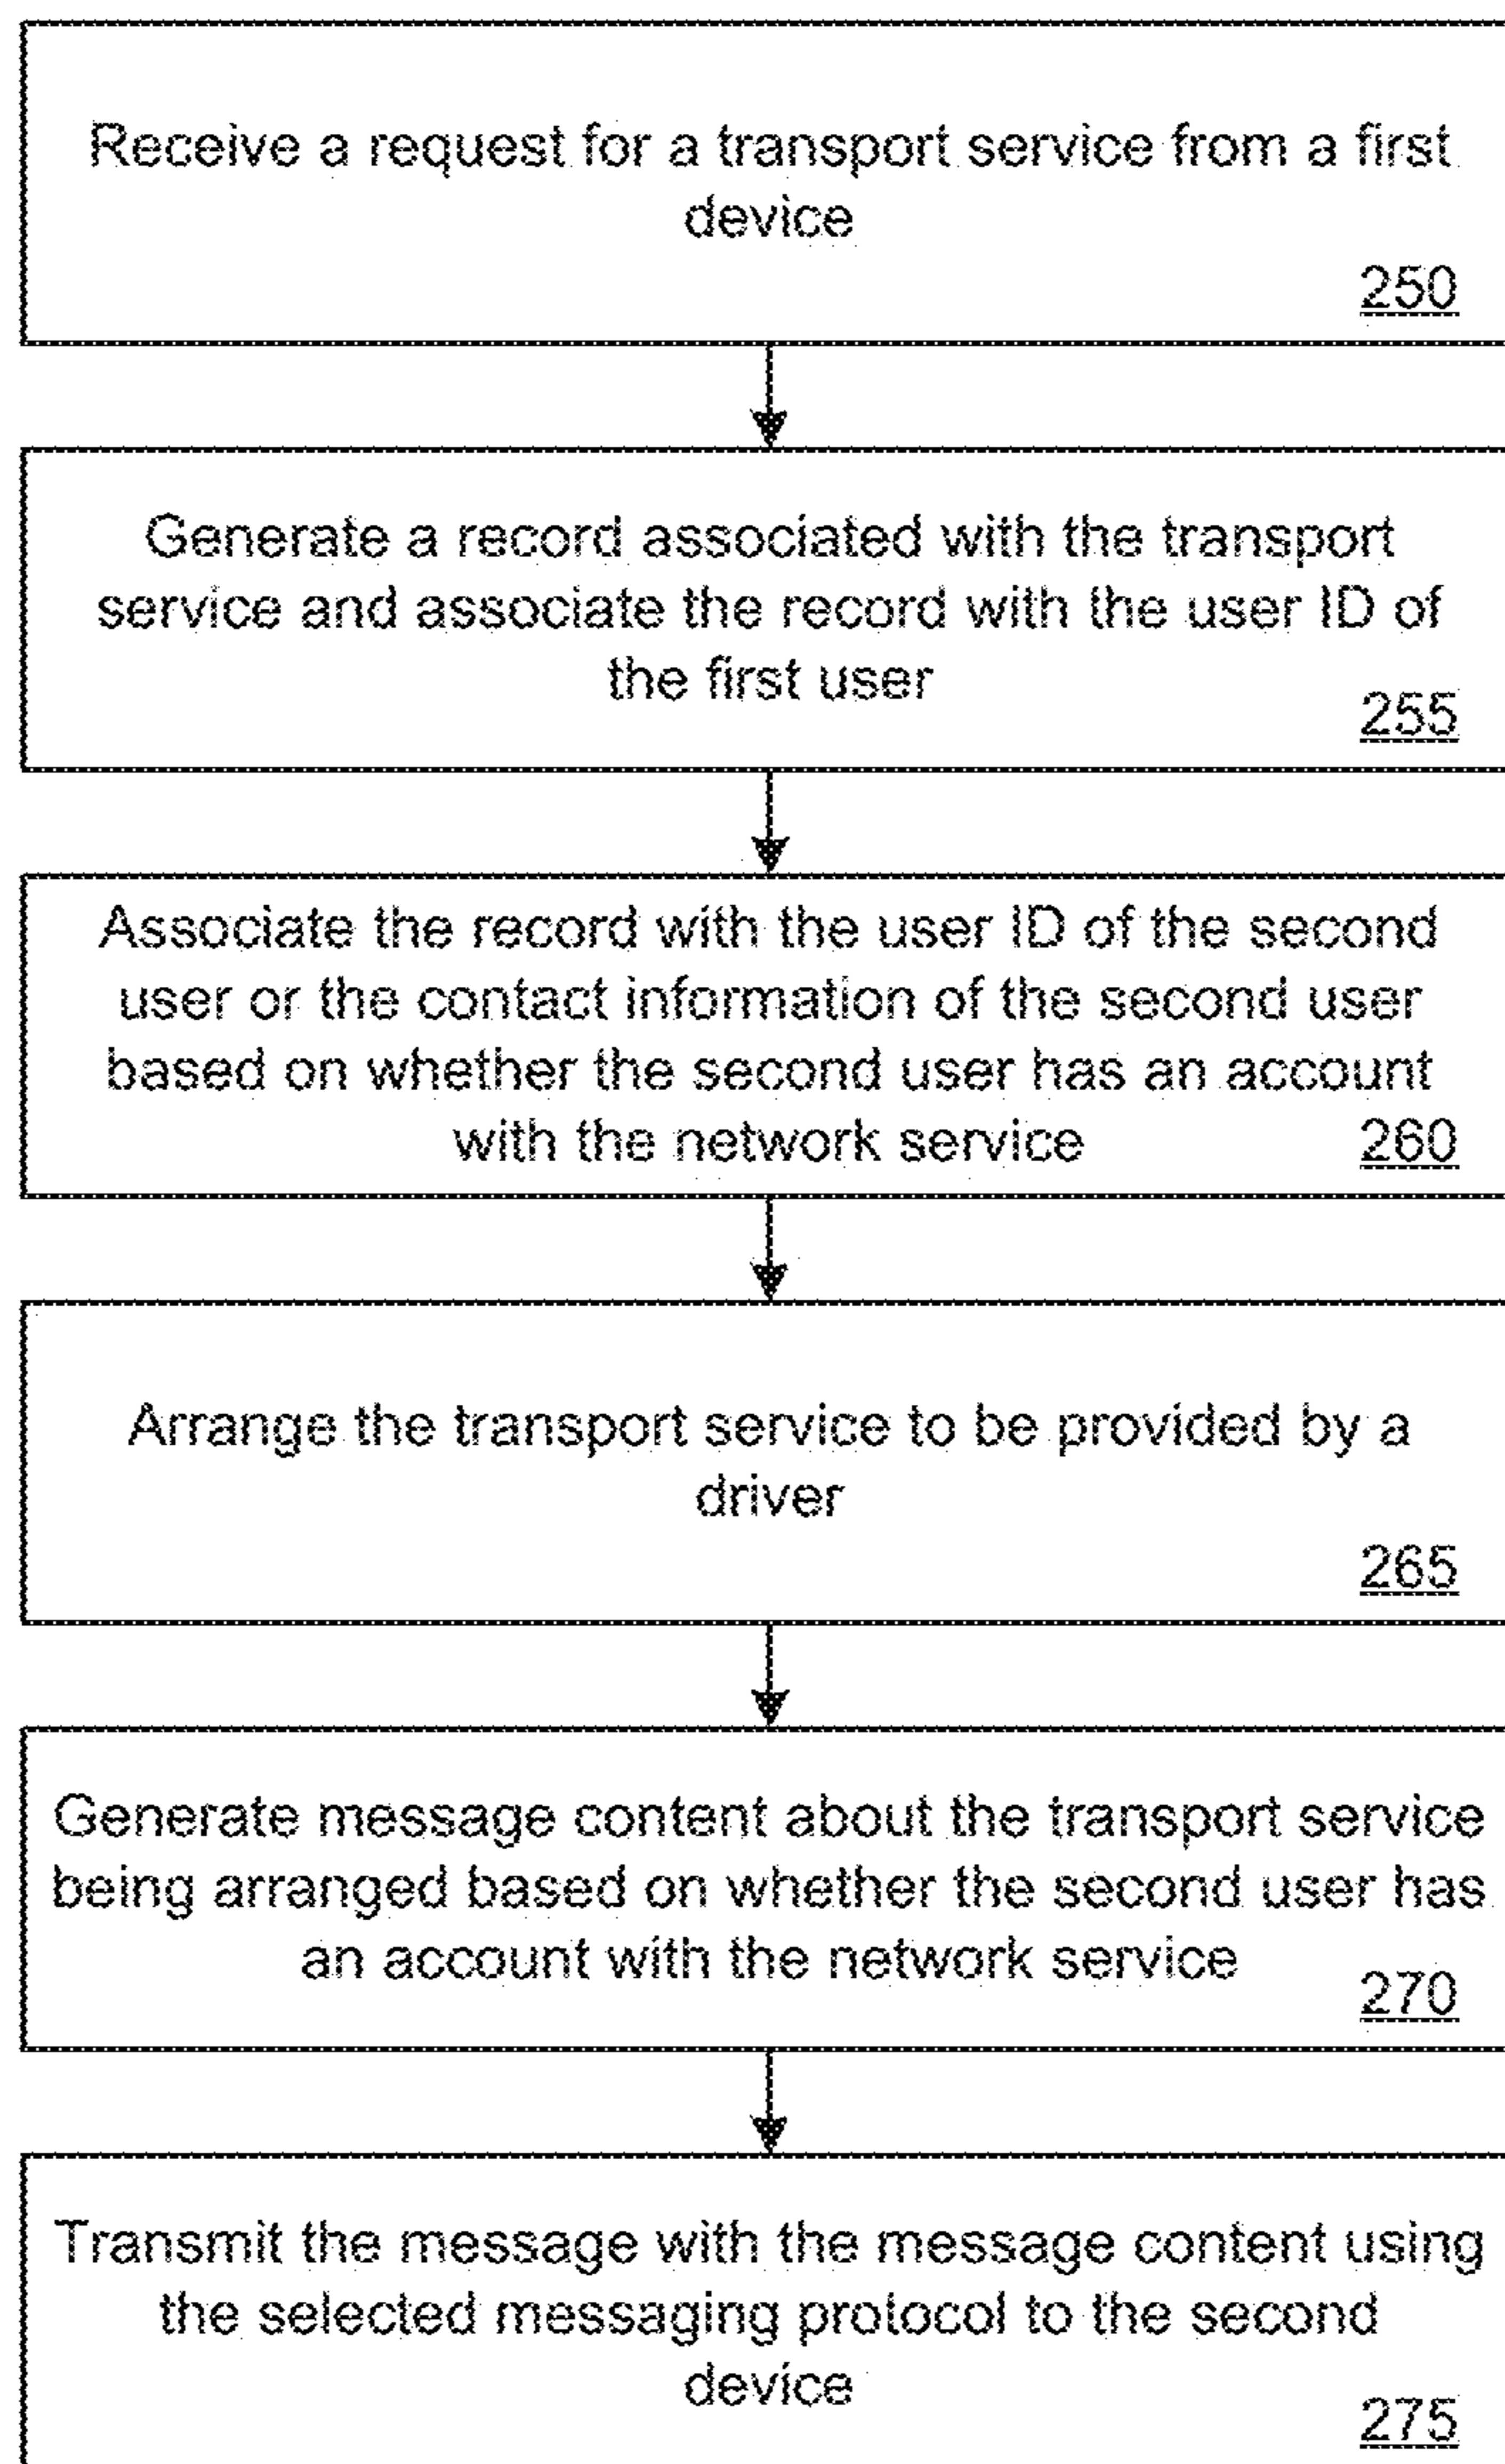 Receive a request for a transport service from a first
device
250
Generate a record associated with the transport
service and associate the record with the user ID of
the first user
255
Associate the record with the user ID of the second
user or the contact information of the second user
based on whether the second user has an account
with the network service
260
Arrange the transport service to be provided by a
driver
265
Generate message content about the transport service
being arranged based on whether the second user has
an account with the network service
270
Transmit the message with the message content using
the selected messaging protocol to the second
device
275